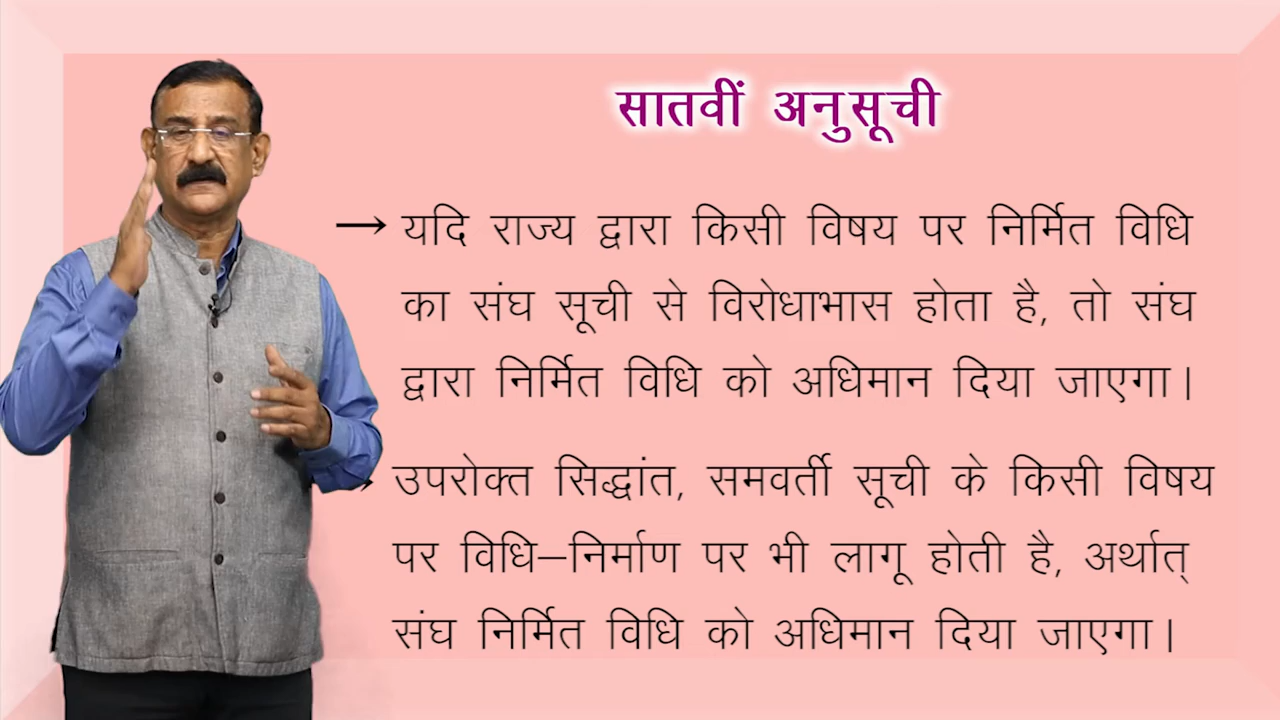 सातवीं अनुसूची
→ यदि राज्य द्वारा किसी विषय पर निर्मित विधि
का संघ सूची से विरोधाभास होता है, तो संघ
द्वारा निर्मित विधि को अधिमान दिया जाएगा।
उपरोक्त सिद्धांत, समवर्ती सूची के किसी विषय
पर विधि–निर्माण पर भी लागू होती है, अर्थात्
संघ निर्मित विधि को अधिमान दिया जाएगा।